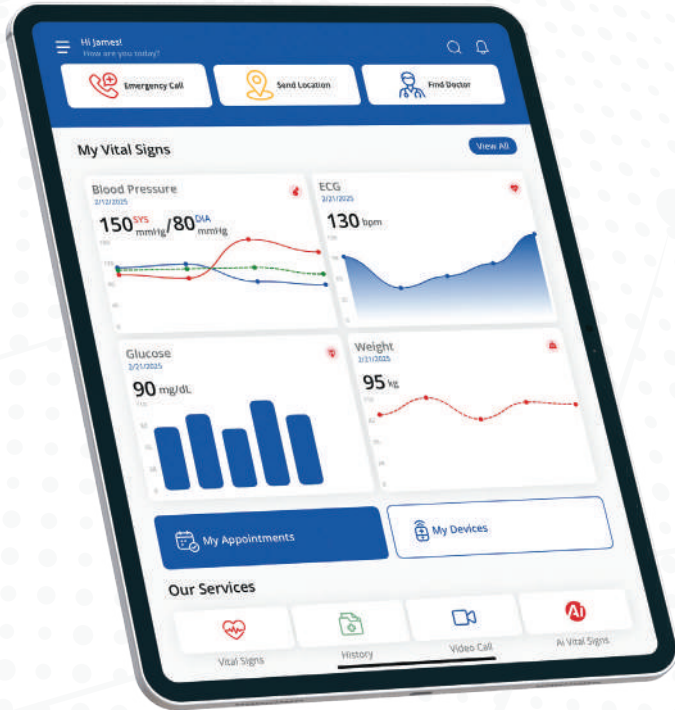 Hi James!
How are you today?
Emergency Call
Send Location
Find Doctor
My Vital Signs
View All
Blood Pressure
2/12/2025
150 SYS mmHg /80 DIA mmHg
ECG
2/21/2025
130 bpm
Glucose
2/21/2025
90 mg/dL
Weight
2/21/2025
95 kg
My Appointments
My Devices
Our Services
Vital Signs
History
Video Call
Ai
Ai Vital Signs